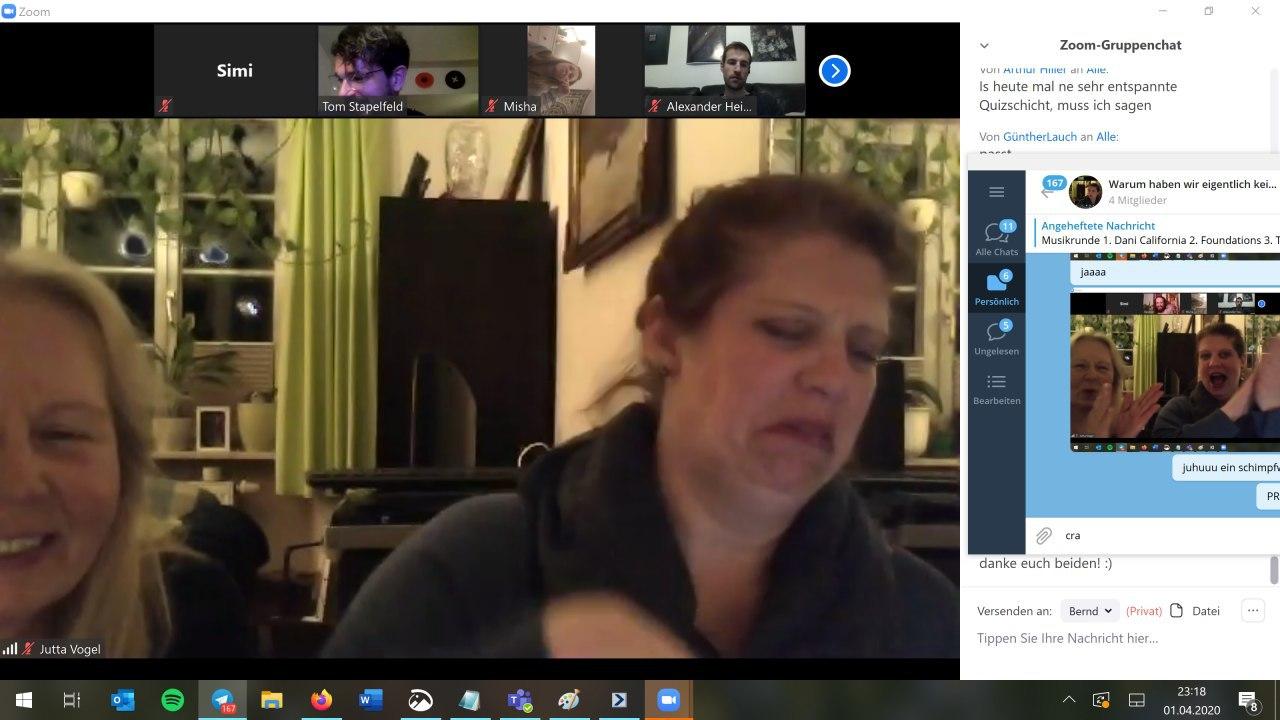 Zoom
Simi
Tom Stapelfeld
Misha
Alexander Hei...
Jutta Vogel
Zoom-Gruppenchat
Von Arthur Hiller an Alle:
Is heute mal ne sehr entspannte
Quizschicht, muss ich sagen
Von GüntherLauch an Alle:
passt
167
Warum haben wir eigentlich kei...
4 Mitglieder
Angeheftete Nachricht
Musikrunde 1. Dani California 2. Foundations 3. T
11
Alle Chats
6
Persönlich
5
Ungelesen
Bearbeiten
jaaaa
juhuuu ein schimpfv
PR
cra
danke euch beiden! :)
Versenden an: Bernd (Privat) Datei
Tippen Sie Ihre Nachricht hier...
167
23:18
01.04.2020
8